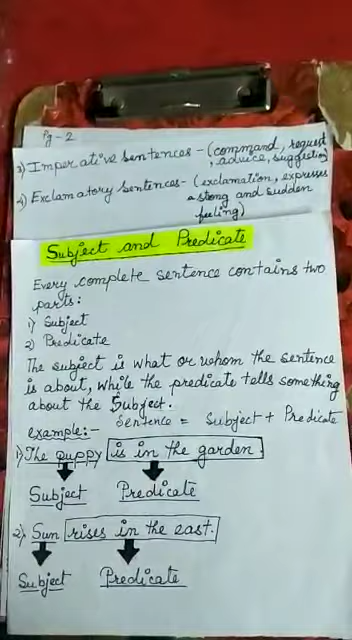 Pg - 2
3) Imperative sentences - (command, request
, advice, suggestion)
4) Exclamatory sentences - (exclamation, expresses
a strong and sudden
feeling)
Subject and Predicate
Every complete sentence contains two
parts:
1) Subject
2) Predicate
The subject is what or whom the sentence
is about, while the predicate tells something
about the Subject.
Sentence = Subject + Predicate
example:-
1) The puppy is in the garden.
Subject Predicate
2) Sun rises in the east.
Subject Predicate